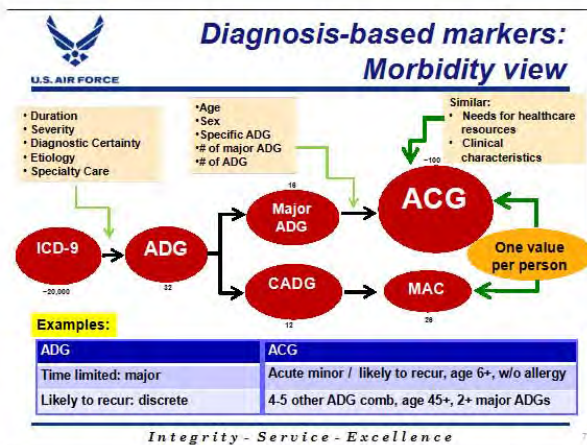 Diagnosis-based markers:
Morbidity view
U.S. AIR FORCE
• Duration
• Severity
• Diagnostic Certainty
• Etiology
• Specialty Care
• Age
• Sex
• Specific ADG
• # of major ADG
• # of ADG
Similar:
• Needs for healthcare
resources
• Clinical
characteristics
ICD-9
~20,000
ADG
32
16
Major
ADG
CADG
12
~100
ACG
MAC
26
One value
per person
Examples:
ADG
ACG
Time limited: major
Acute minor / likely to recur, age 6+, w/o allergy
Likely to recur: discrete
4-5 other ADG comb, age 45+, 2+ major ADGs
Integrity - Service - Excellence
7